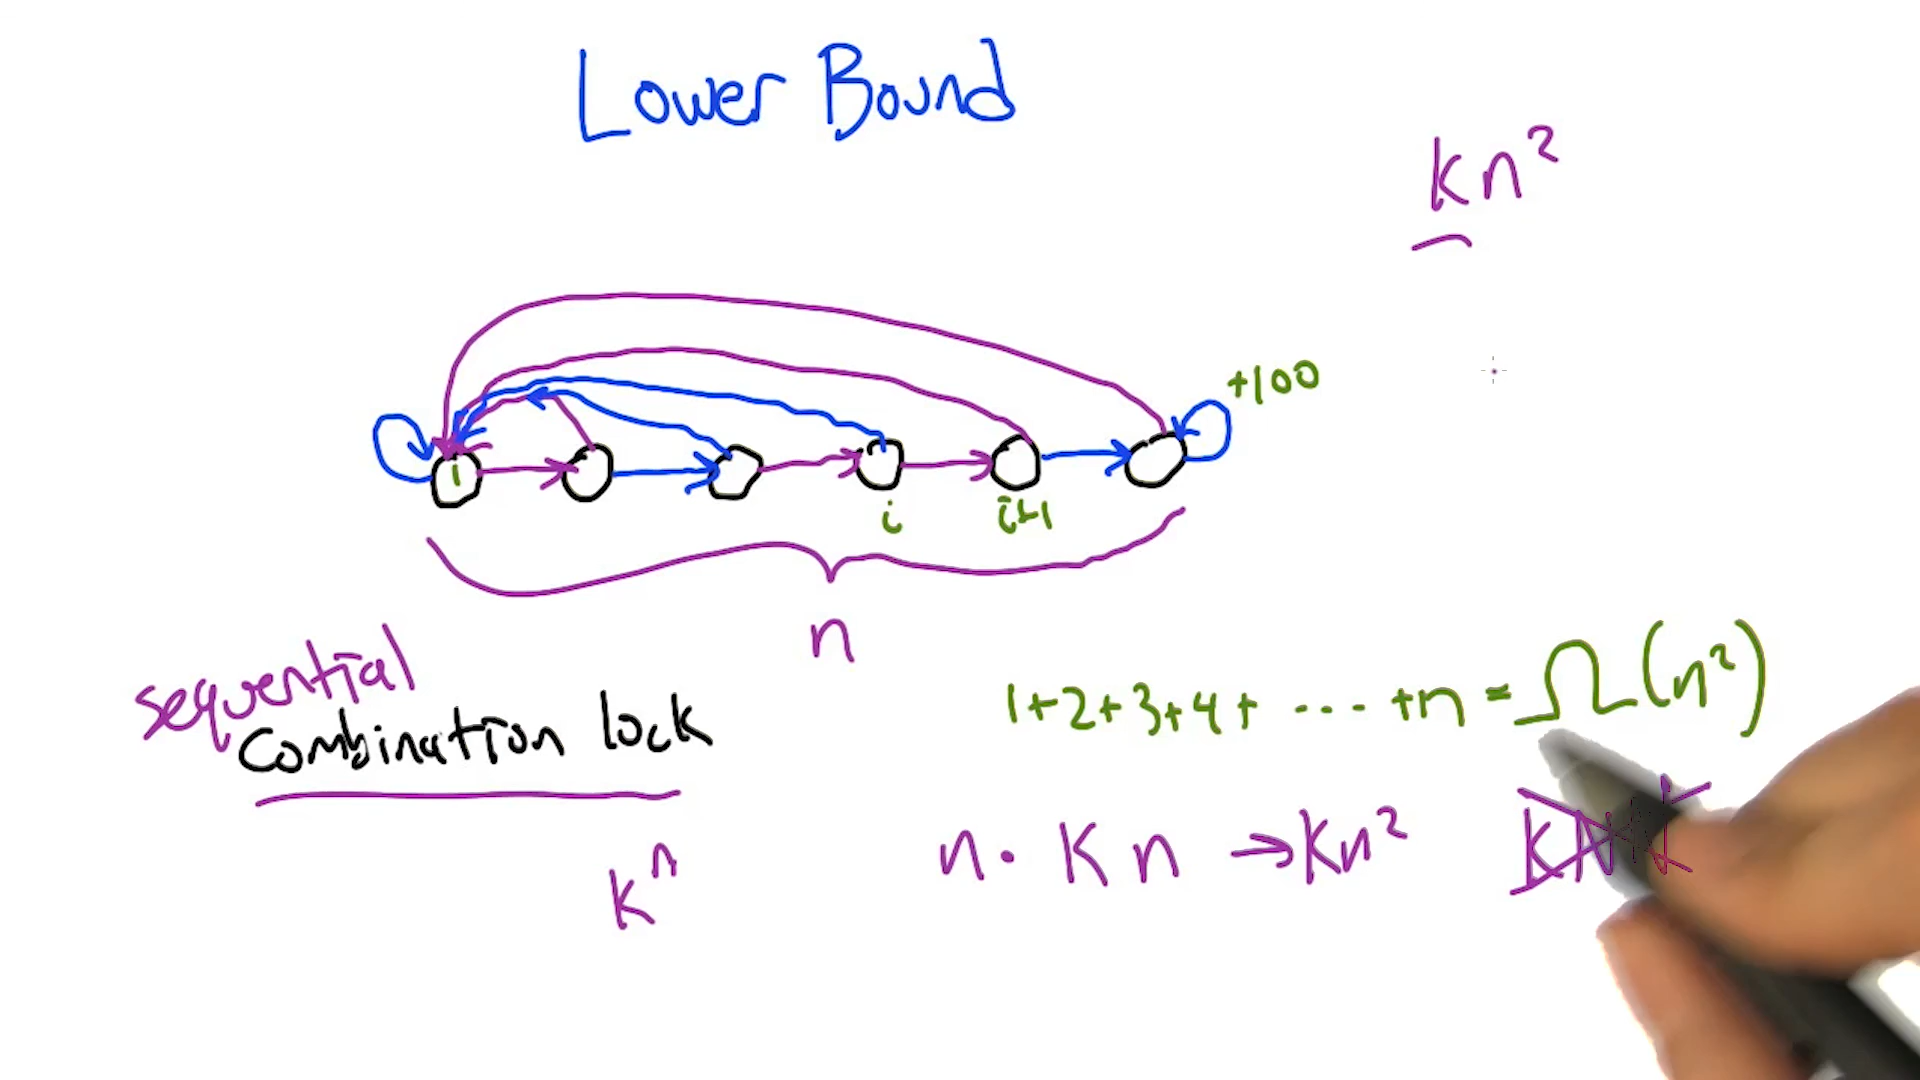 Lower Bound
kn²
+100
1
i
i+1
n
sequential
combination lock
1+2+3+4+ ... +n = Ω(n²)
n · kn → kn²
kⁿ